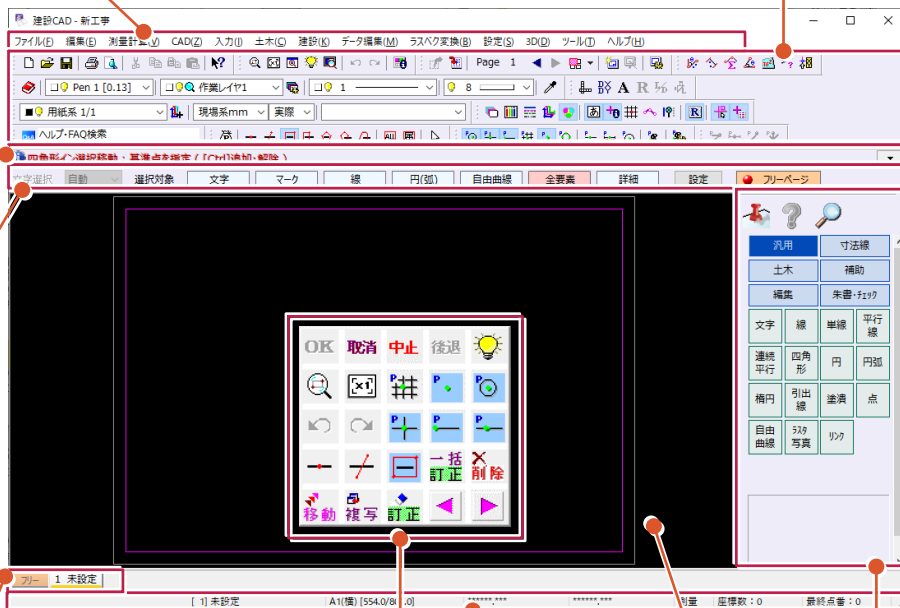 建設CAD - 新工事
ファイル(F) 編集(E) 測量計算(V) CAD(Z) 入力(I) 土木(C) 建設(K) データ編集(M) ラスベク変換(B) 設定(S) 3D(D) ツール(T) ヘルプ(H)
Page 1
Pen 1 [0.13] 作業レイヤ1 1 8
用紙系 1/1 現場系mm 実際
ヘルプ・FAQ検索
四角形イン選択移動 : 基準点を指定 ( [Ctrl]追加・解除 )
文字選択 自動 選択対象 文字 マーク 線 円(弧) 自由曲線 全要素 詳細 設定 フリーページ
汎用 寸法線
土木 補助
編集 朱書・チェック
文字 線 単線 平行線
連続平行 四角形 円 円弧
楕円 引出線 塗潰 点
自由曲線 ラスタ写真 リンク
OK 取消 中止 後退
[×1] P P P
P P P
一括訂正 削除
移動 複写 訂正
フリー 1 未設定
[ 1] 未設定 A1(横) [554.0/ ******.*** ******.*** 測量 座標数 : 0 最終点番 : 0